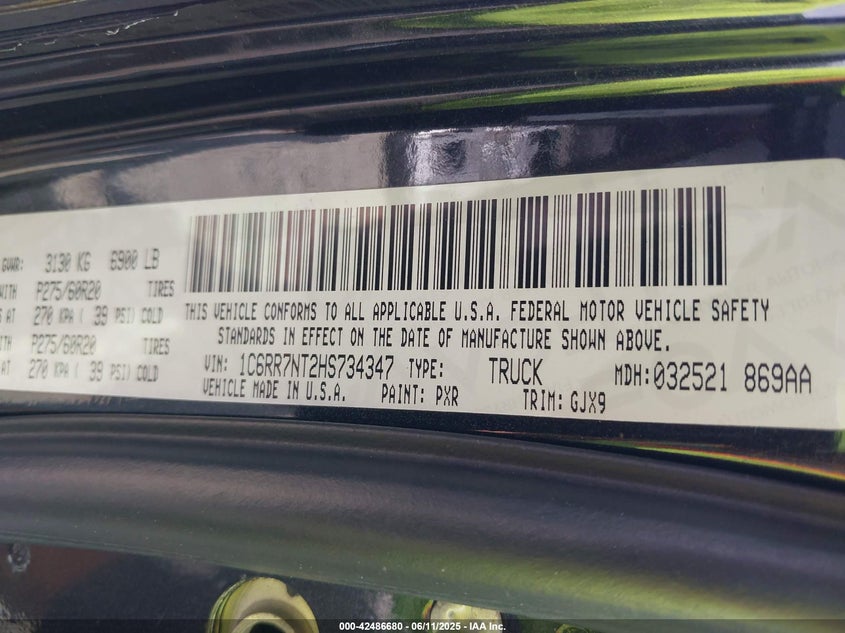 GVWR: 3130 KG 6900 LB
WITH P275/60R20 TIRES
AT 270 KPA ( 39 PSI) COLD
WITH P275/60R20 TIRES
AT 270 KPA ( 39 PSI) COLD
THIS VEHICLE CONFORMS TO ALL APPLICABLE U.S.A. FEDERAL MOTOR VEHICLE SAFETY
STANDARDS IN EFFECT ON THE DATE OF MANUFACTURE SHOWN ABOVE.
VIN: 1C6RR7NT2HS734347 TYPE: TRUCK MDH:032521 869AA
VEHICLE MADE IN U.S.A. PAINT: PXR TRIM: GJX9
000-42486680 - 06/11/2025 - IAA Inc.